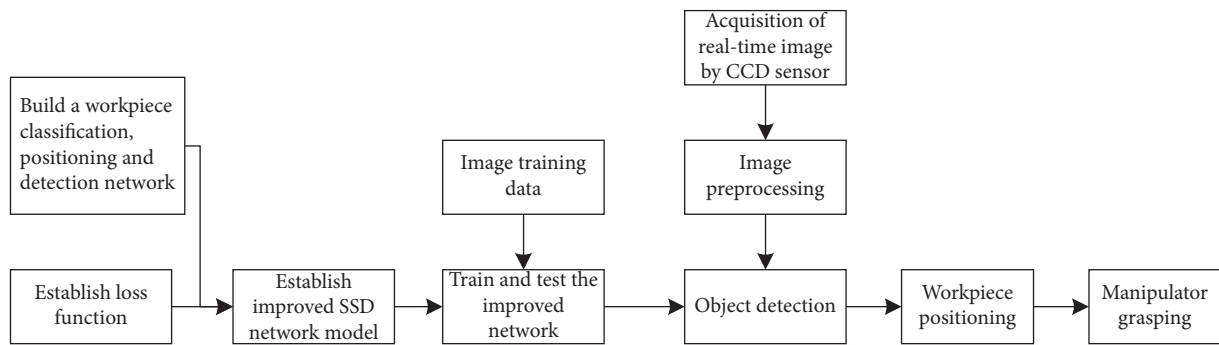 Acquisition of
real-time image
by CCD sensor
Build a workpiece
classification,
positioning and
detection network
Image training
data
Image
preprocessing
Establish loss
function
Establish
improved SSD
network model
Train and test the
improved
network
Object detection
Workpiece
positioning
Manipulator
grasping